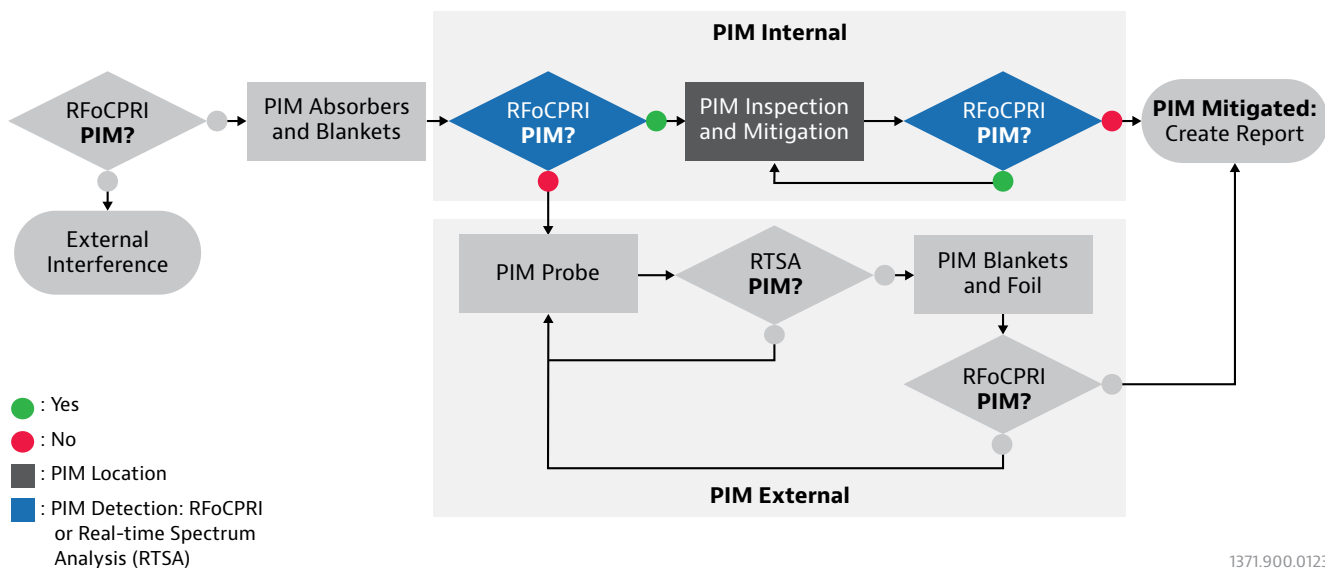 PIM Internal
RFoCPRI
PIM?
PIM Absorbers
and Blankets
RFoCPRI
PIM?
PIM Inspection
and Mitigation
RFoCPRI
PIM?
PIM Mitigated:
Create Report
External
Interference
PIM Probe
RTSA
PIM?
PIM Blankets
and Foil
RFoCPRI
PIM?
PIM External
: Yes
: No
: PIM Location
: PIM Detection: RFoCPRI
or Real-time Spectrum
Analysis (RTSA)
1371.900.0123